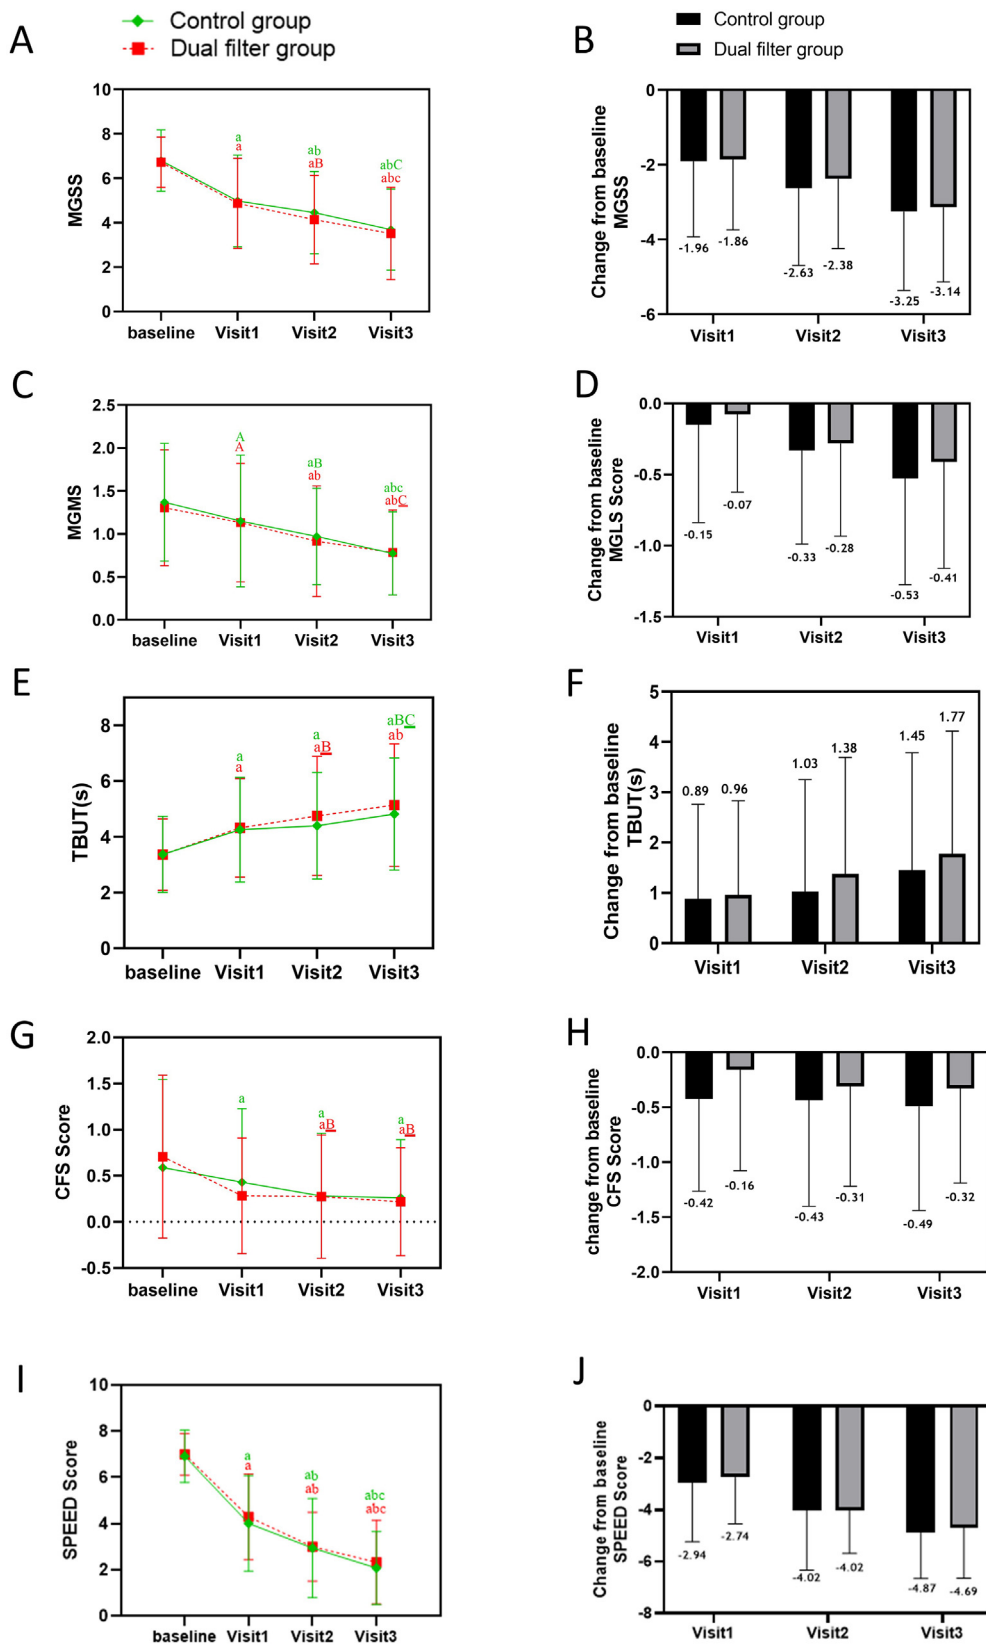 A
Control group
Dual filter group
MGSS
10
8
6
4
2
0
a
a
ab
aB
abC
abc
baseline
Visit1
Visit2
Visit3
B
Control group
Dual filter group
Change from baseline
MGSS
0
-2
-4
-6
-1.96
-1.86
-2.63
-2.38
-3.25
-3.14
Visit1
Visit2
Visit3
C
MGMS
2.5
2.0
1.5
1.0
0.5
0.0
A
A
aB
ab
abc
abC
baseline
Visit1
Visit2
Visit3
D
Change from baseline
MGLS Score
0.0
-0.5
-1.0
-1.5
-0.15
-0.07
-0.33
-0.28
-0.53
-0.41
Visit1
Visit2
Visit3
E
TBUT(s)
8
6
4
2
0
a
a
a
aB
aBC
ab
baseline
Visit1
Visit2
Visit3
F
Change from baseline
TBUT(s)
5
4
3
2
1
0
0.89
0.96
1.03
1.38
1.45
1.77
Visit1
Visit2
Visit3
G
CFS Score
2.0
1.5
1.0
0.5
0.0
-0.5
a
a
aB
a
aB
baseline
Visit1
Visit2
Visit3
H
change from baseline
CFS Score
0.0
-0.5
-1.0
-1.5
-2.0
-0.42
-0.16
-0.43
-0.31
-0.49
-0.32
Visit1
Visit2
Visit3
I
SPEED Score
10
8
6
4
2
0
a
a
ab
ab
abc
abc
baseline
Visit1
Visit2
Visit3
J
Change from baseline
SPEED Score
0
-2
-4
-6
-8
-2.94
-2.74
-4.02
-4.02
-4.87
-4.69
Visit1
Visit2
Visit3